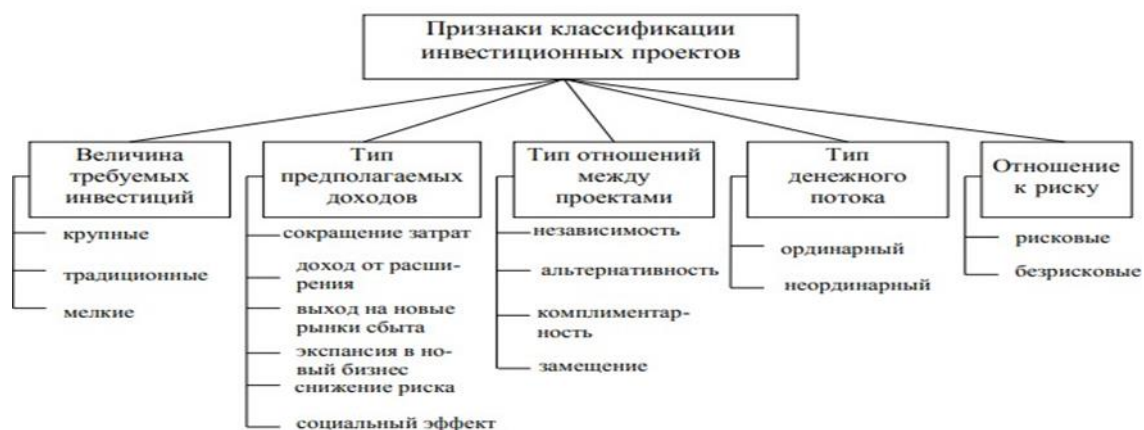 Признаки классификации
инвестиционных проектов
Величина
требуемых
инвестиций
крупные
традиционные
мелкие
Тип
предполагаемых
доходов
сокращение затрат
доход от расши-
рения
выход на новые
рынки сбыта
экспансия в но-
вый бизнес
снижение риска
социальный эффект
Тип отношений
между
проектами
независимость
альтернативность
комплиментар-
ность
замещение
Тип
денежного
потока
ординарный
неординарный
Отношение
к риску
рисковые
безрисковые